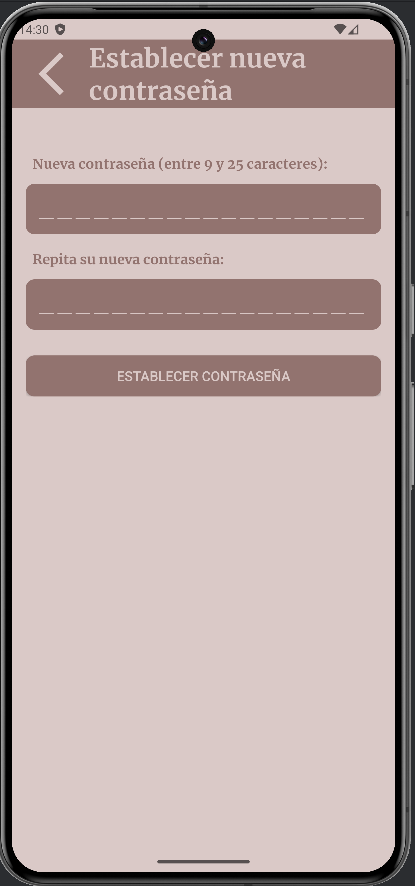 14:30
Establecer nueva
contraseña
Nueva contraseña (entre 9 y 25 caracteres):
_ _ _ _ _ _ _ _ _ _ _ _ _ _ _ _ _ _
Repita su nueva contraseña:
_ _ _ _ _ _ _ _ _ _ _ _ _ _ _ _ _ _
ESTABLECER CONTRASEÑA